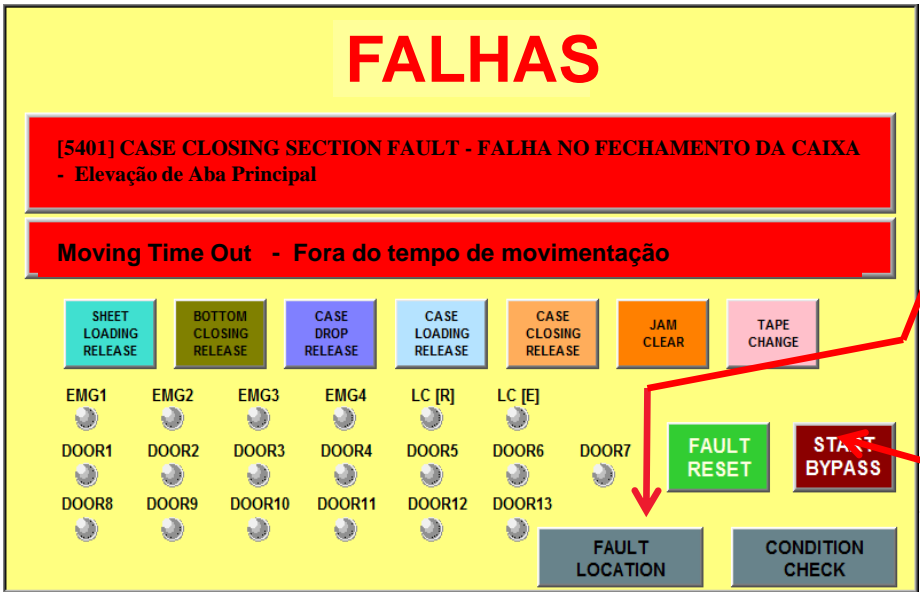 FALHAS
[5401] CASE CLOSING SECTION FAULT - FALHA NO FECHAMENTO DA CAIXA
- Elevação de Aba Principal
Moving Time Out - Fora do tempo de movimentação
SHEET
LOADING
RELEASE
BOTTOM
CLOSING
RELEASE
CASE
DROP
RELEASE
CASE
LOADING
RELEASE
CASE
CLOSING
RELEASE
JAM
CLEAR
TAPE
CHANGE
EMG1 EMG2 EMG3 EMG4 LC [R] LC [E]
DOOR1 DOOR2 DOOR3 DOOR4 DOOR5 DOOR6 DOOR7
DOOR8 DOOR9 DOOR10 DOOR11 DOOR12 DOOR13
FAULT
RESET
START
BYPASS
FAULT
LOCATION
CONDITION
CHECK